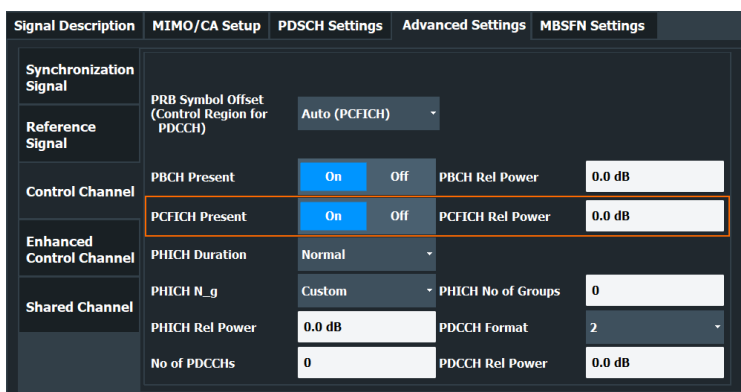 Signal Description MIMO/CA Setup PDSCH Settings Advanced Settings MBSFN Settings
Synchronization
Signal
Reference
Signal
Control Channel
Enhanced
Control Channel
Shared Channel
PRB Symbol Offset
(Control Region for
PDCCH)
Auto (PCFICH)
PBCH Present On Off PBCH Rel Power 0.0 dB
PCFICH Present On Off PCFICH Rel Power 0.0 dB
PHICH Duration Normal
PHICH N_g Custom PHICH No of Groups 0
PHICH Rel Power 0.0 dB PDCCH Format 2
No of PDCCHs 0 PDCCH Rel Power 0.0 dB